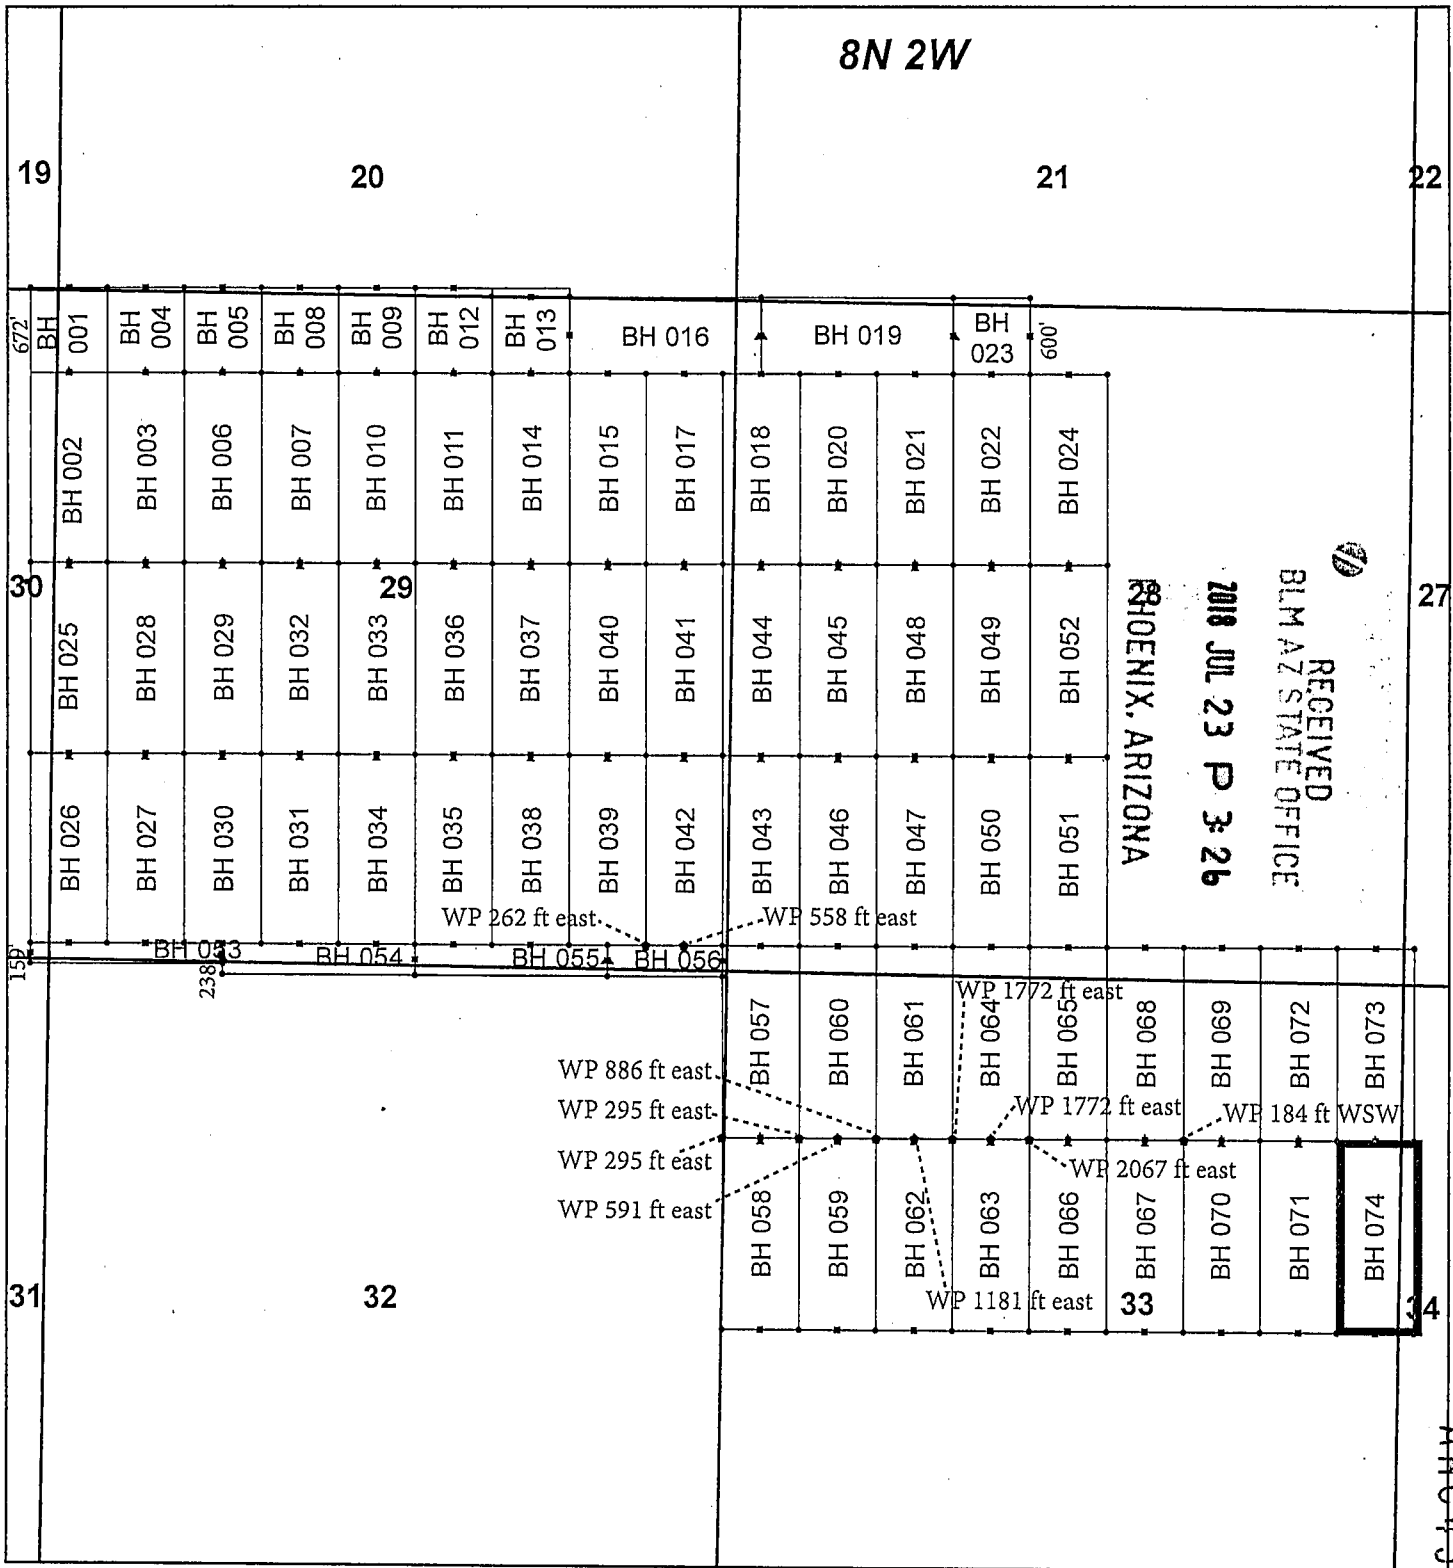 8N 2W
19
20
21
22
672'
BH 001
BH 004
BH 005
BH 008
BH 009
BH 012
BH 013
BH 016
BH 019
BH 023
600'
BH 002
BH 003
BH 006
BH 007
BH 010
BH 011
BH 014
BH 015
BH 017
BH 018
BH 020
BH 021
BH 022
BH 024
30
29
28
27
RECEIVED
BLM AZ STATE OFFICE
2018 JUL 23 P 3:26
PHOENIX, ARIZONA
BH 025
BH 028
BH 029
BH 032
BH 033
BH 036
BH 037
BH 040
BH 041
BH 044
BH 045
BH 048
BH 049
BH 052
BH 026
BH 027
BH 030
BH 031
BH 034
BH 035
BH 038
BH 039
BH 042
BH 043
BH 046
BH 047
BH 050
BH 051
WP 262 ft east
WP 558 ft east
159'
BH 053
238'
BH 054
BH 055
BH 056
BH 057
BH 060
BH 061
BH 064
BH 065
BH 068
BH 069
BH 072
BH 073
WP 1772 ft east
WP 886 ft east
WP 295 ft east
WP 1772 ft east
WP 184 ft WSW
WP 295 ft east
WP 2067 ft east
WP 591 ft east
BH 058
BH 059
BH 062
BH 063
BH 066
BH 067
BH 070
BH 071
BH 074
WP 1181 ft east
31
32
33
34